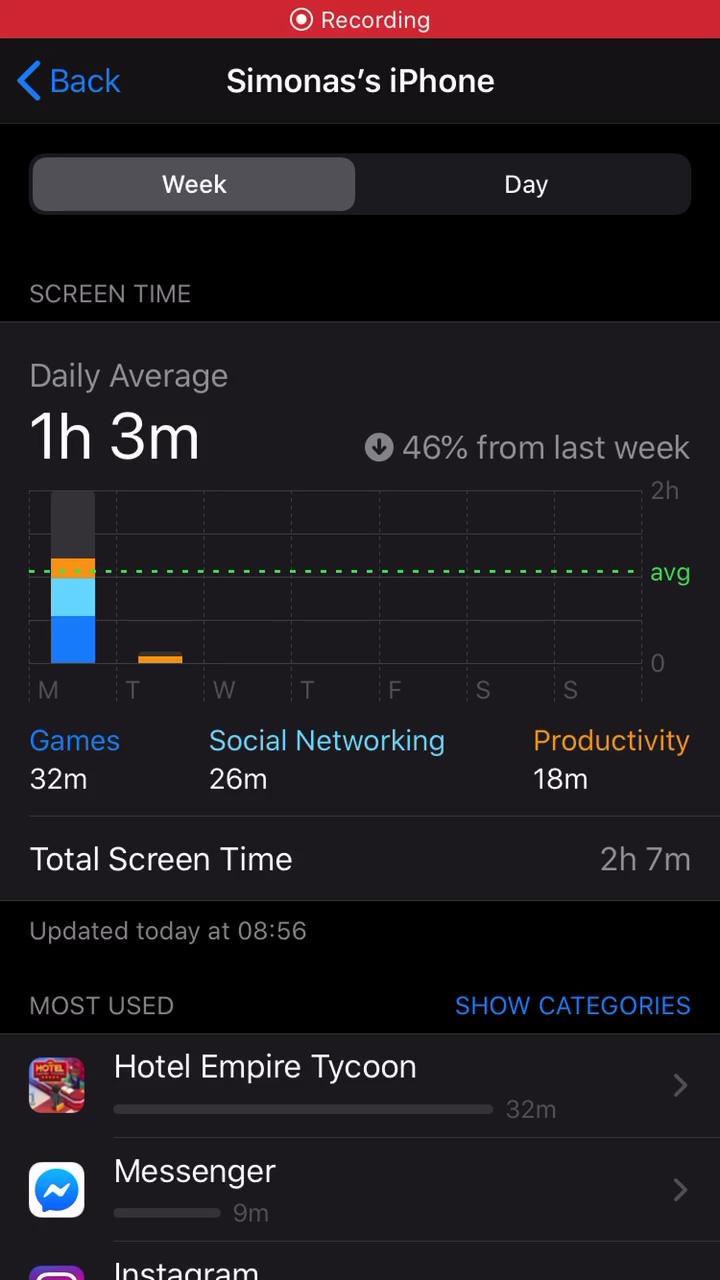 Recording
Back
Simonas's iPhone
Week Day
SCREEN TIME
Daily Average
1h 3m
46% from last week
2h
avg
0
M T W T F S S
Games Social Networking Productivity
32m 26m 18m
Total Screen Time 2h 7m
Updated today at 08:56
MOST USED SHOW CATEGORIES
HOTEL
Hotel Empire Tycoon
32m
Messenger
9m
Instagram